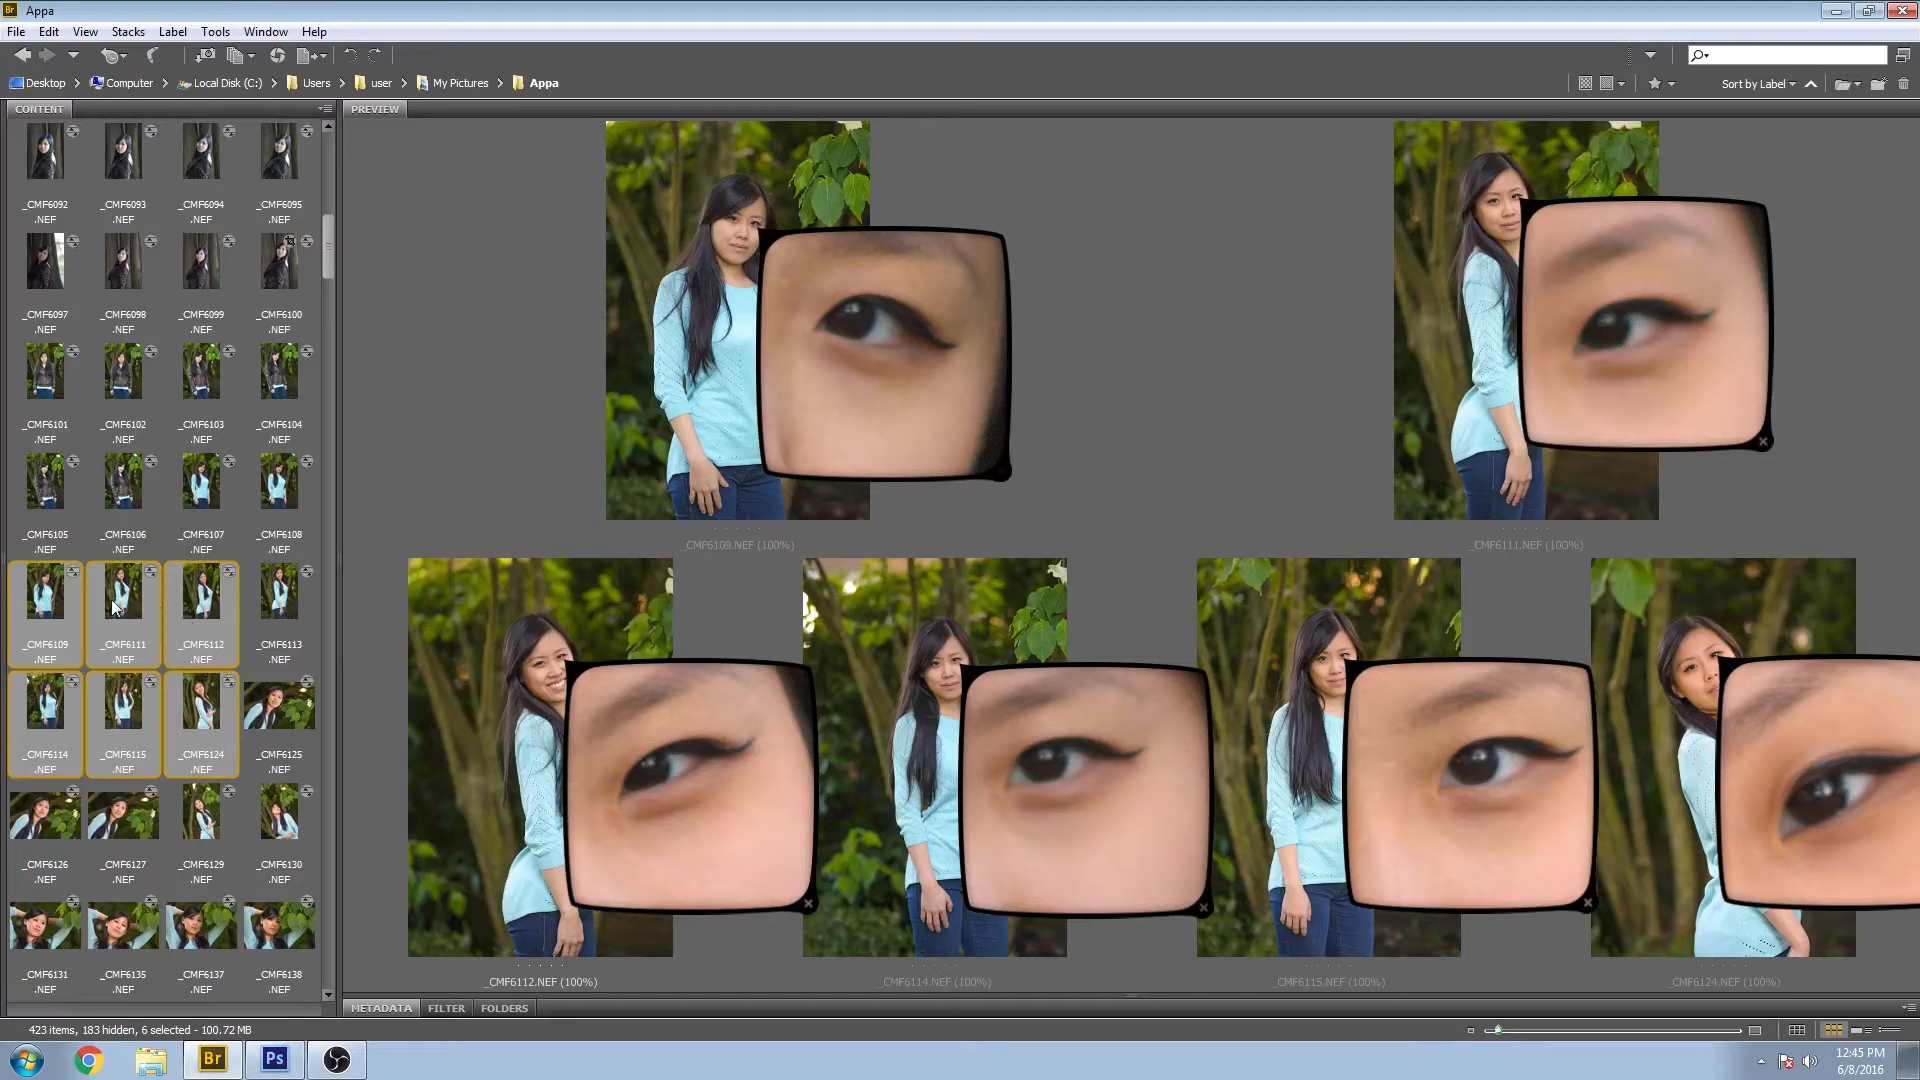 Br Appa
File Edit View Stacks Label Tools Window Help
Desktop Computer Local Disk (C:) Users user My Pictures Appa Sort by Label
CONTENT PREVIEW
_CMF6092 .NEF
_CMF6093 .NEF
_CMF6094 .NEF
_CMF6095 .NEF
_CMF6097 .NEF
_CMF6098 .NEF
_CMF6099 .NEF
_CMF6100 .NEF
_CMF6101 .NEF
_CMF6102 .NEF
_CMF6103 .NEF
_CMF6104 .NEF
_CMF6105 .NEF
_CMF6106 .NEF
_CMF6107 .NEF
_CMF6108 .NEF
_CMF6109 .NEF
_CMF6111 .NEF
_CMF6112 .NEF
_CMF6113 .NEF
_CMF6114 .NEF
_CMF6115 .NEF
_CMF6124 .NEF
_CMF6125 .NEF
_CMF6126 .NEF
_CMF6127 .NEF
_CMF6129 .NEF
_CMF6130 .NEF
_CMF6131 .NEF
_CMF6135 .NEF
_CMF6137 .NEF
_CMF6138 .NEF
_CMF6109.NEF (100%)
_CMF6111.NEF (100%)
_CMF6112.NEF (100%)
_CMF6114.NEF (100%)
_CMF6115.NEF (100%)
_CMF6124.NEF (100%)
METADATA FILTER FOLDERS
423 items, 183 hidden, 6 selected - 100.72 MB
Br Ps
12:45 PM
6/8/2016